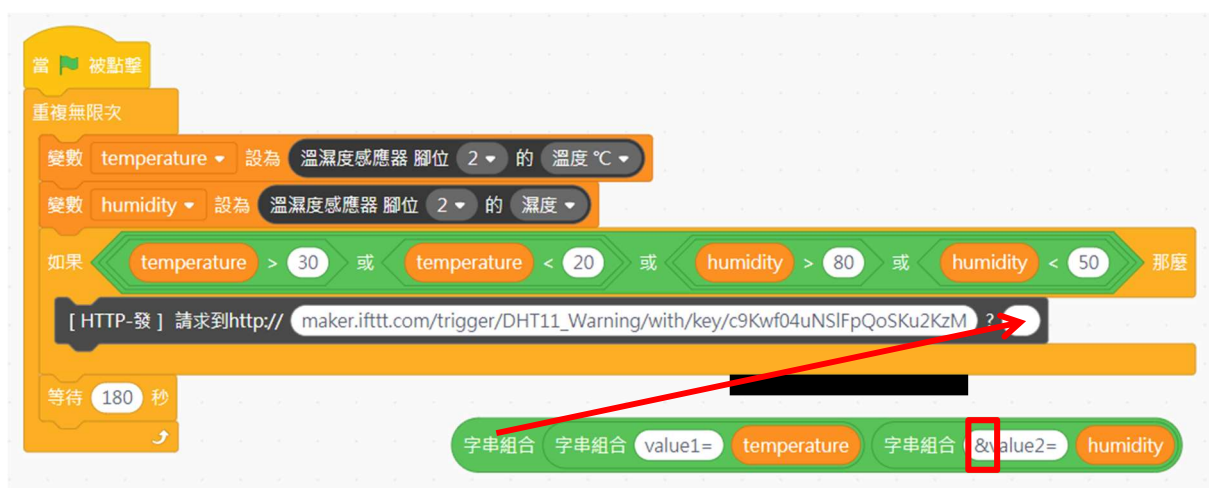 當 被點擊
重複無限次
變數 temperature 設為 溫濕度感應器 腳位 2 的 溫度 ℃
變數 humidity 設為 溫濕度感應器 腳位 2 的 濕度
如果 temperature > 30 或 temperature < 20 或 humidity > 80 或 humidity < 50 那麼
[ HTTP-發 ] 請求到http:// maker.ifttt.com/trigger/DHT11_Warning/with/key/c9Kwf04uNSlFpQoSKu2KzM ?
等待 180 秒
字串組合 字串組合 value1= temperature 字串組合 &value2= humidity